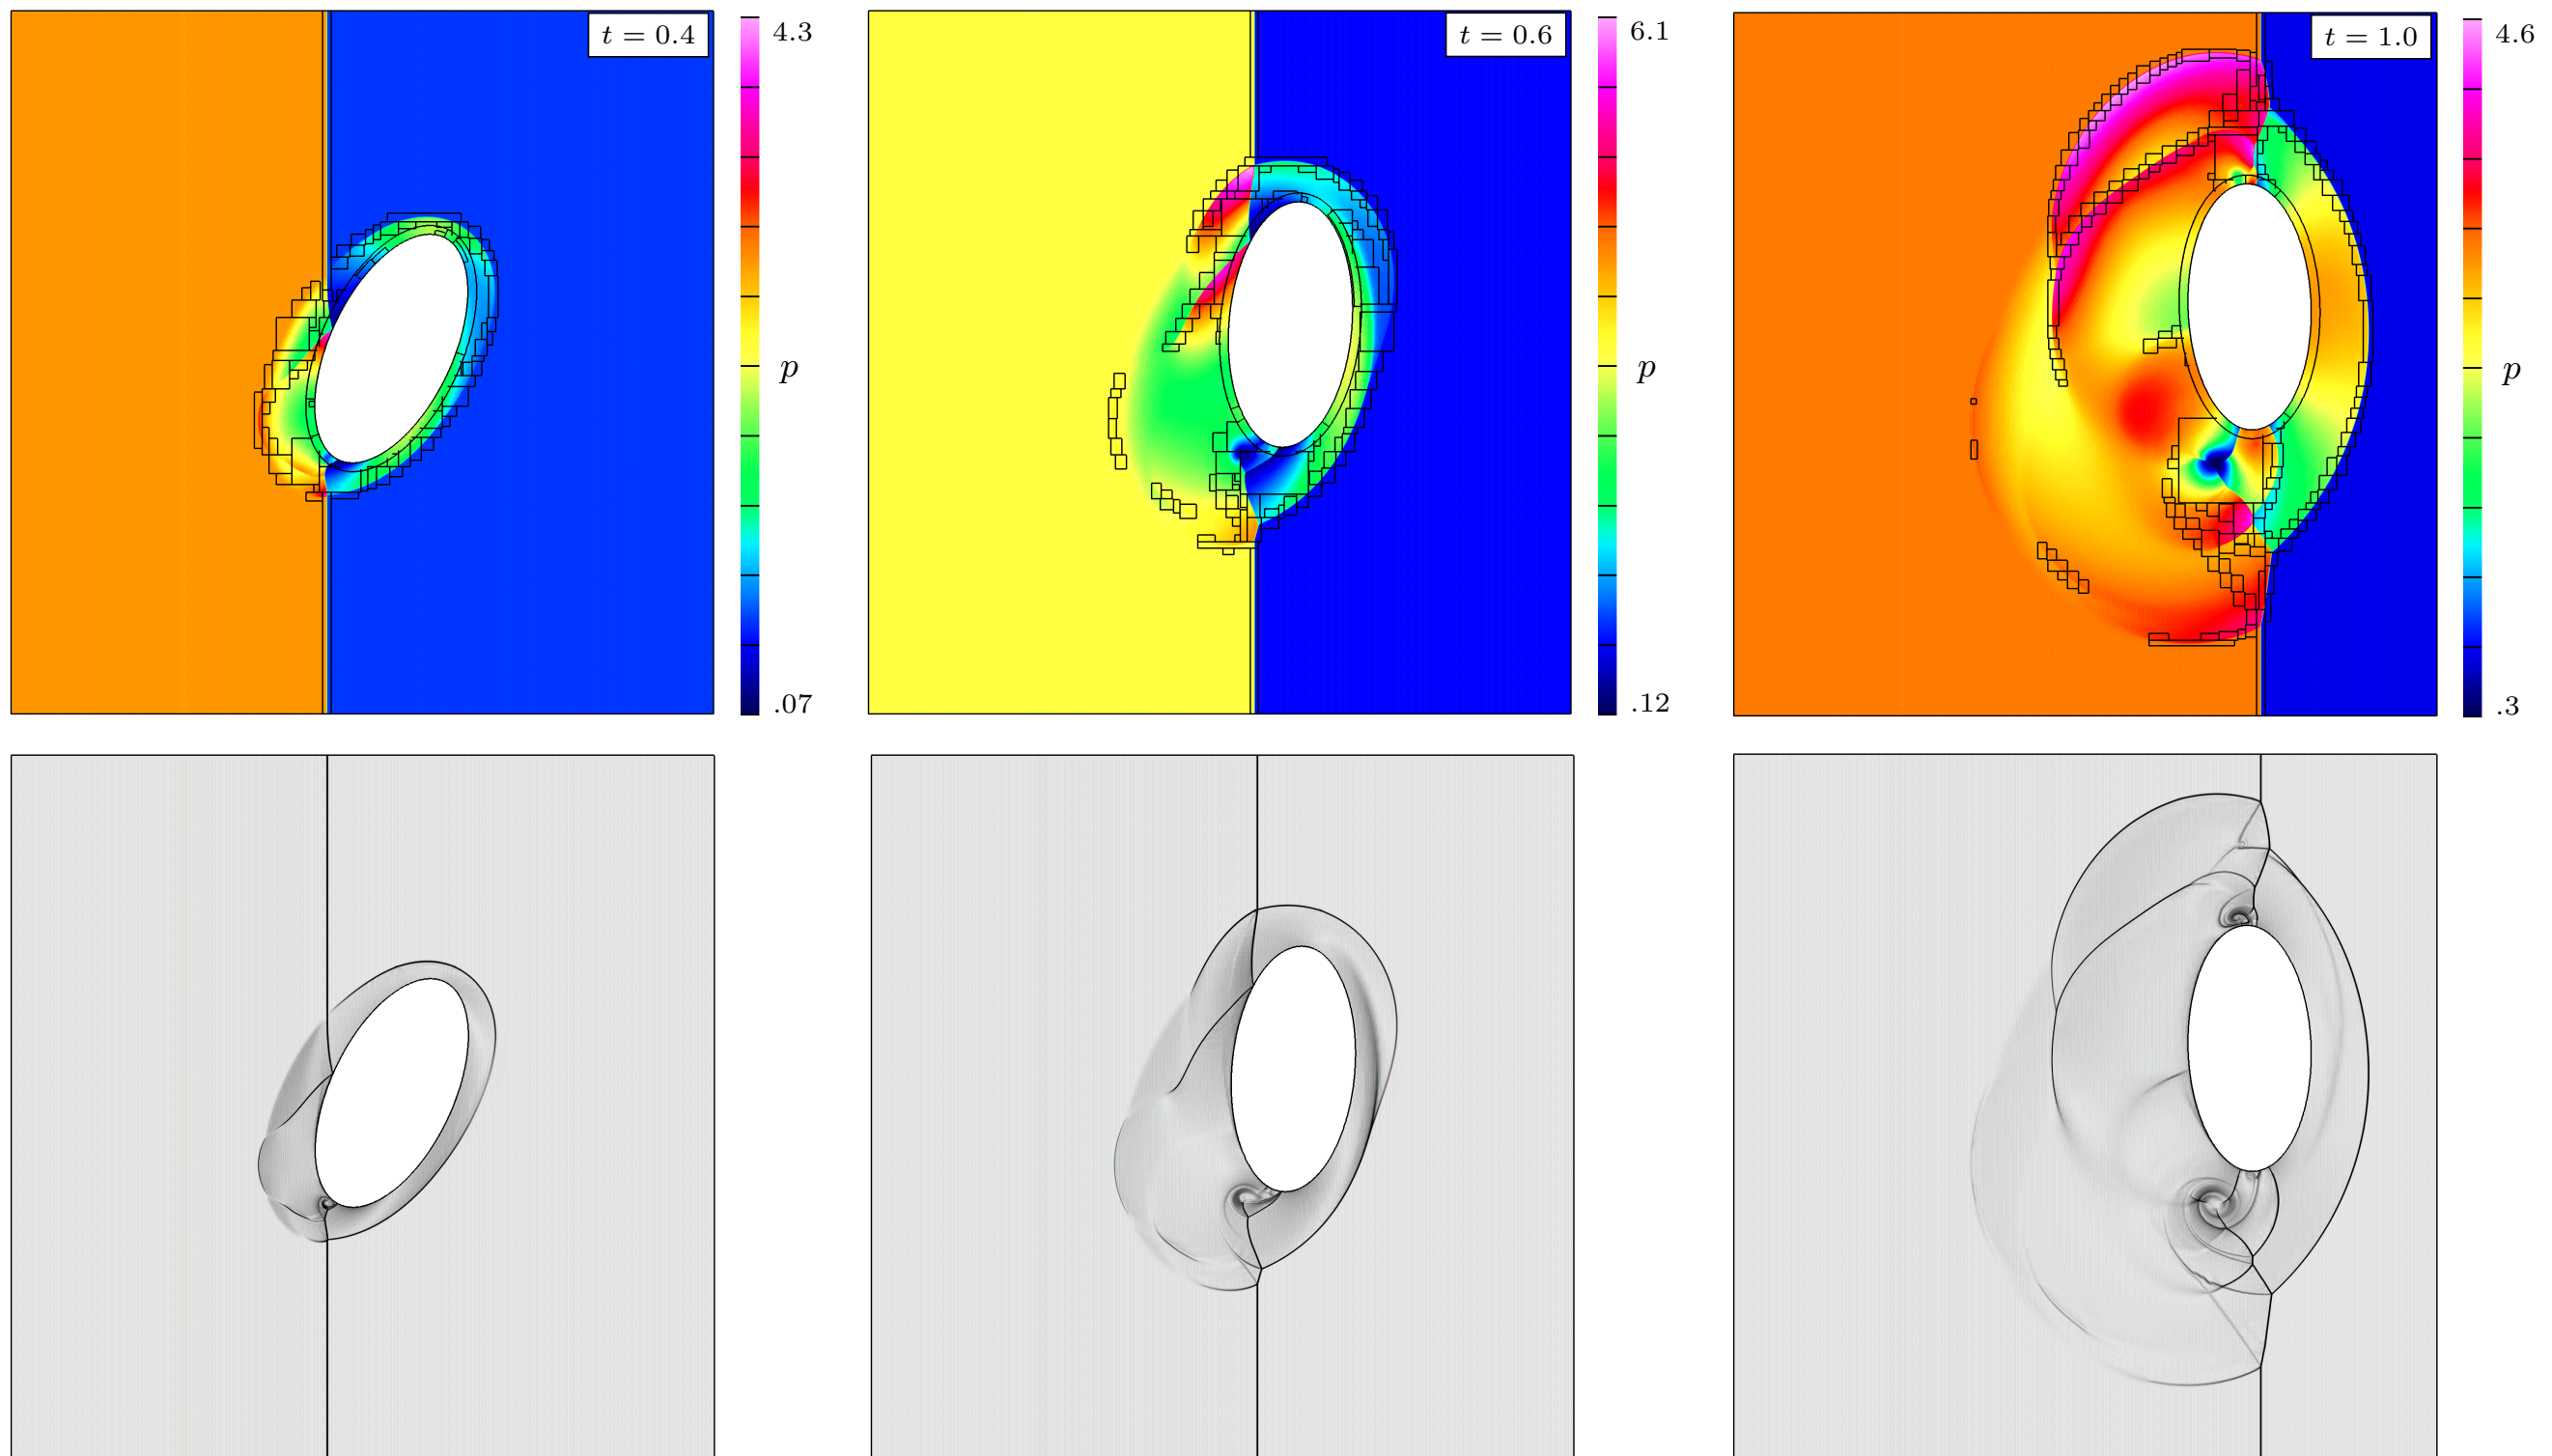 t = 0.4
4.3
p
.07
t = 0.6
6.1
p
.12
t = 1.0
4.6
p
.3